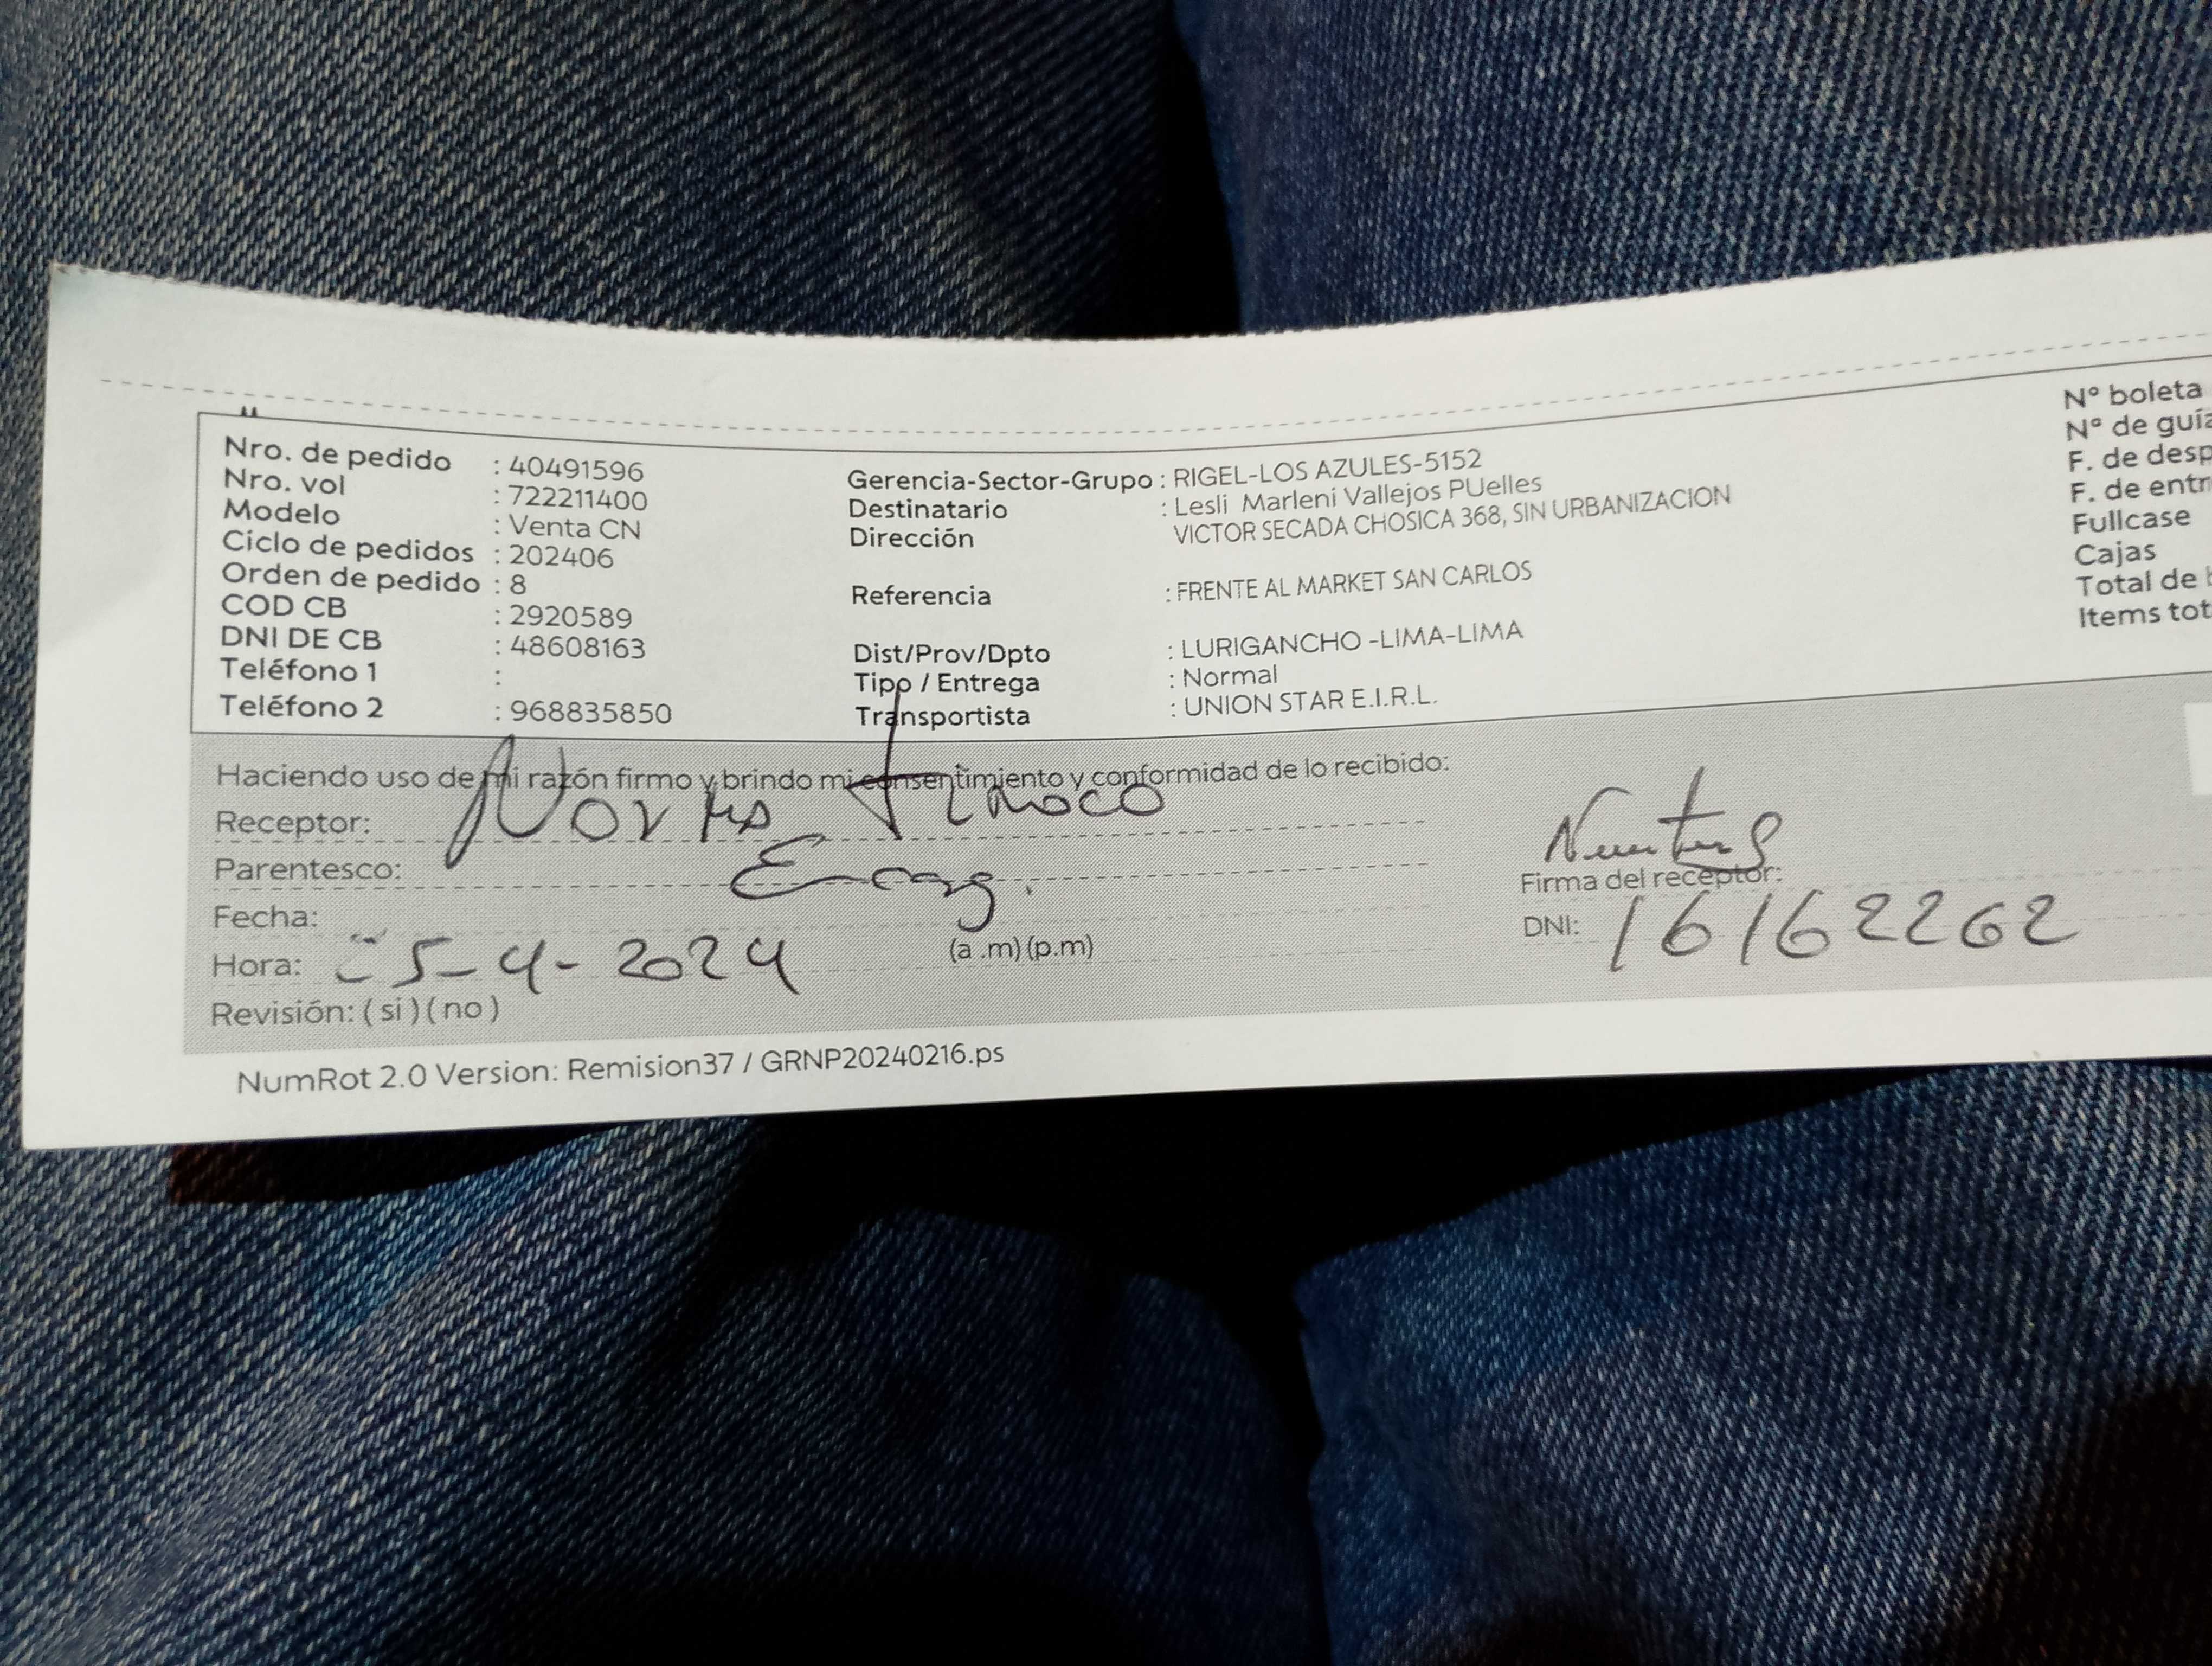 Nro. de pedido : 40491596
Nro. vol : 722211400
Modelo : Venta CN
Ciclo de pedidos : 202406
Orden de pedido : 8
COD CB : 2920589
DNI DE CB : 48608163
Teléfono 1 :
Teléfono 2 : 968835850
Gerencia-Sector-Grupo : RIGEL-LOS AZULES-5152
Destinatario : Lesli Marleni Vallejos PUelles
Dirección VICTOR SECADA CHOSICA 368, SIN URBANIZACION
Referencia : FRENTE AL MARKET SAN CARLOS
Dist/Prov/Dpto : LURIGANCHO -LIMA-LIMA
Tipo / Entrega : Normal
Transportista : UNION STAR E.I.R.L.
N° boleta
N° de guía
F. de desp
F. de entr
Fullcase
Cajas
Total de
Items tot
Haciendo uso de mi razón firmo y brindo mi consentimiento y conformidad de lo recibido:
Receptor: Norma Tinoco
Parentesco: Encag.
Fecha:
Hora: 5-4-2024 (a .m) (p.m)
Revisión: ( si ) ( no )
Firma del receptor:
DNI: 16162262
NumRot 2.0 Version: Remision37 / GRNP20240216.ps